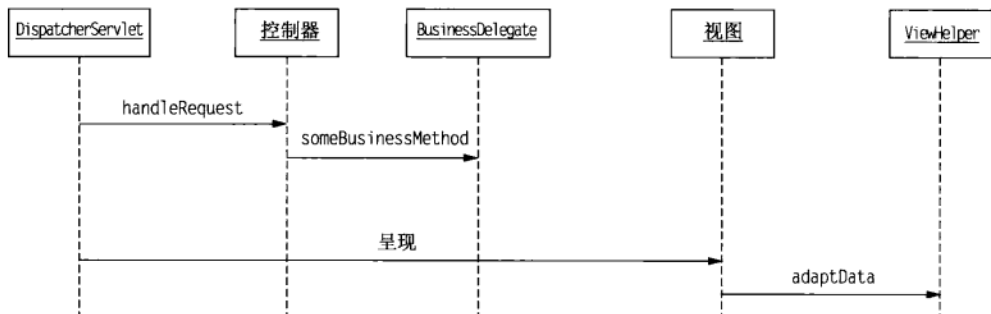 DispatcherServlet 控制器 BusinessDelegate 视图 ViewHelper
handleRequest
someBusinessMethod
呈现
adaptData